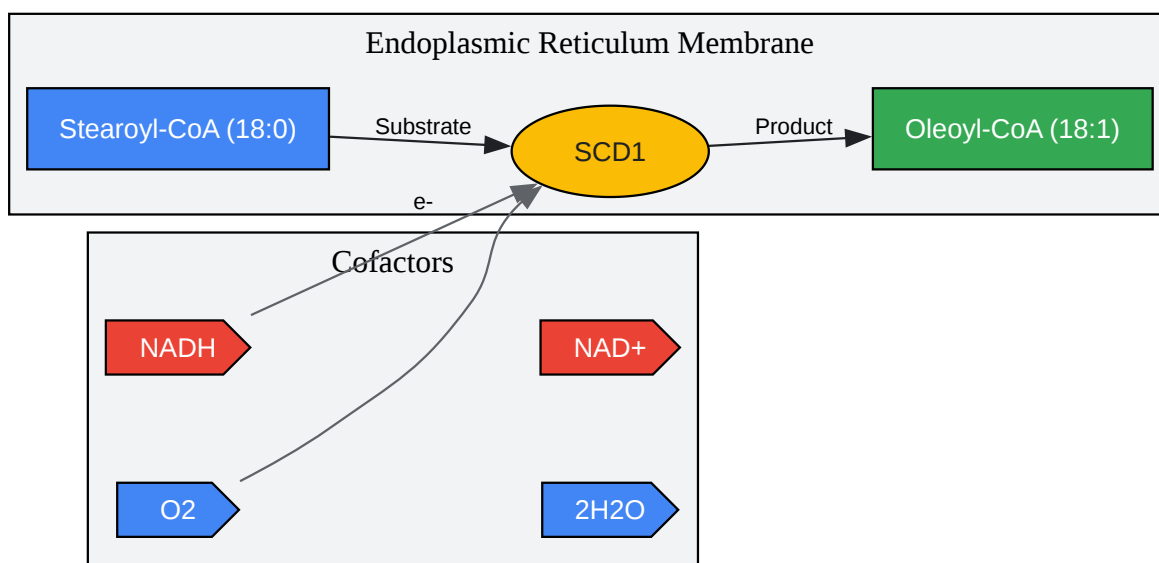 Endoplasmic Reticulum Membrane
Stearoyl-CoA (18:0)
Substrate
SCD1
Product
Oleoyl-CoA (18:1)
e-
Cofactors
NADH
NAD+
O2
2H2O